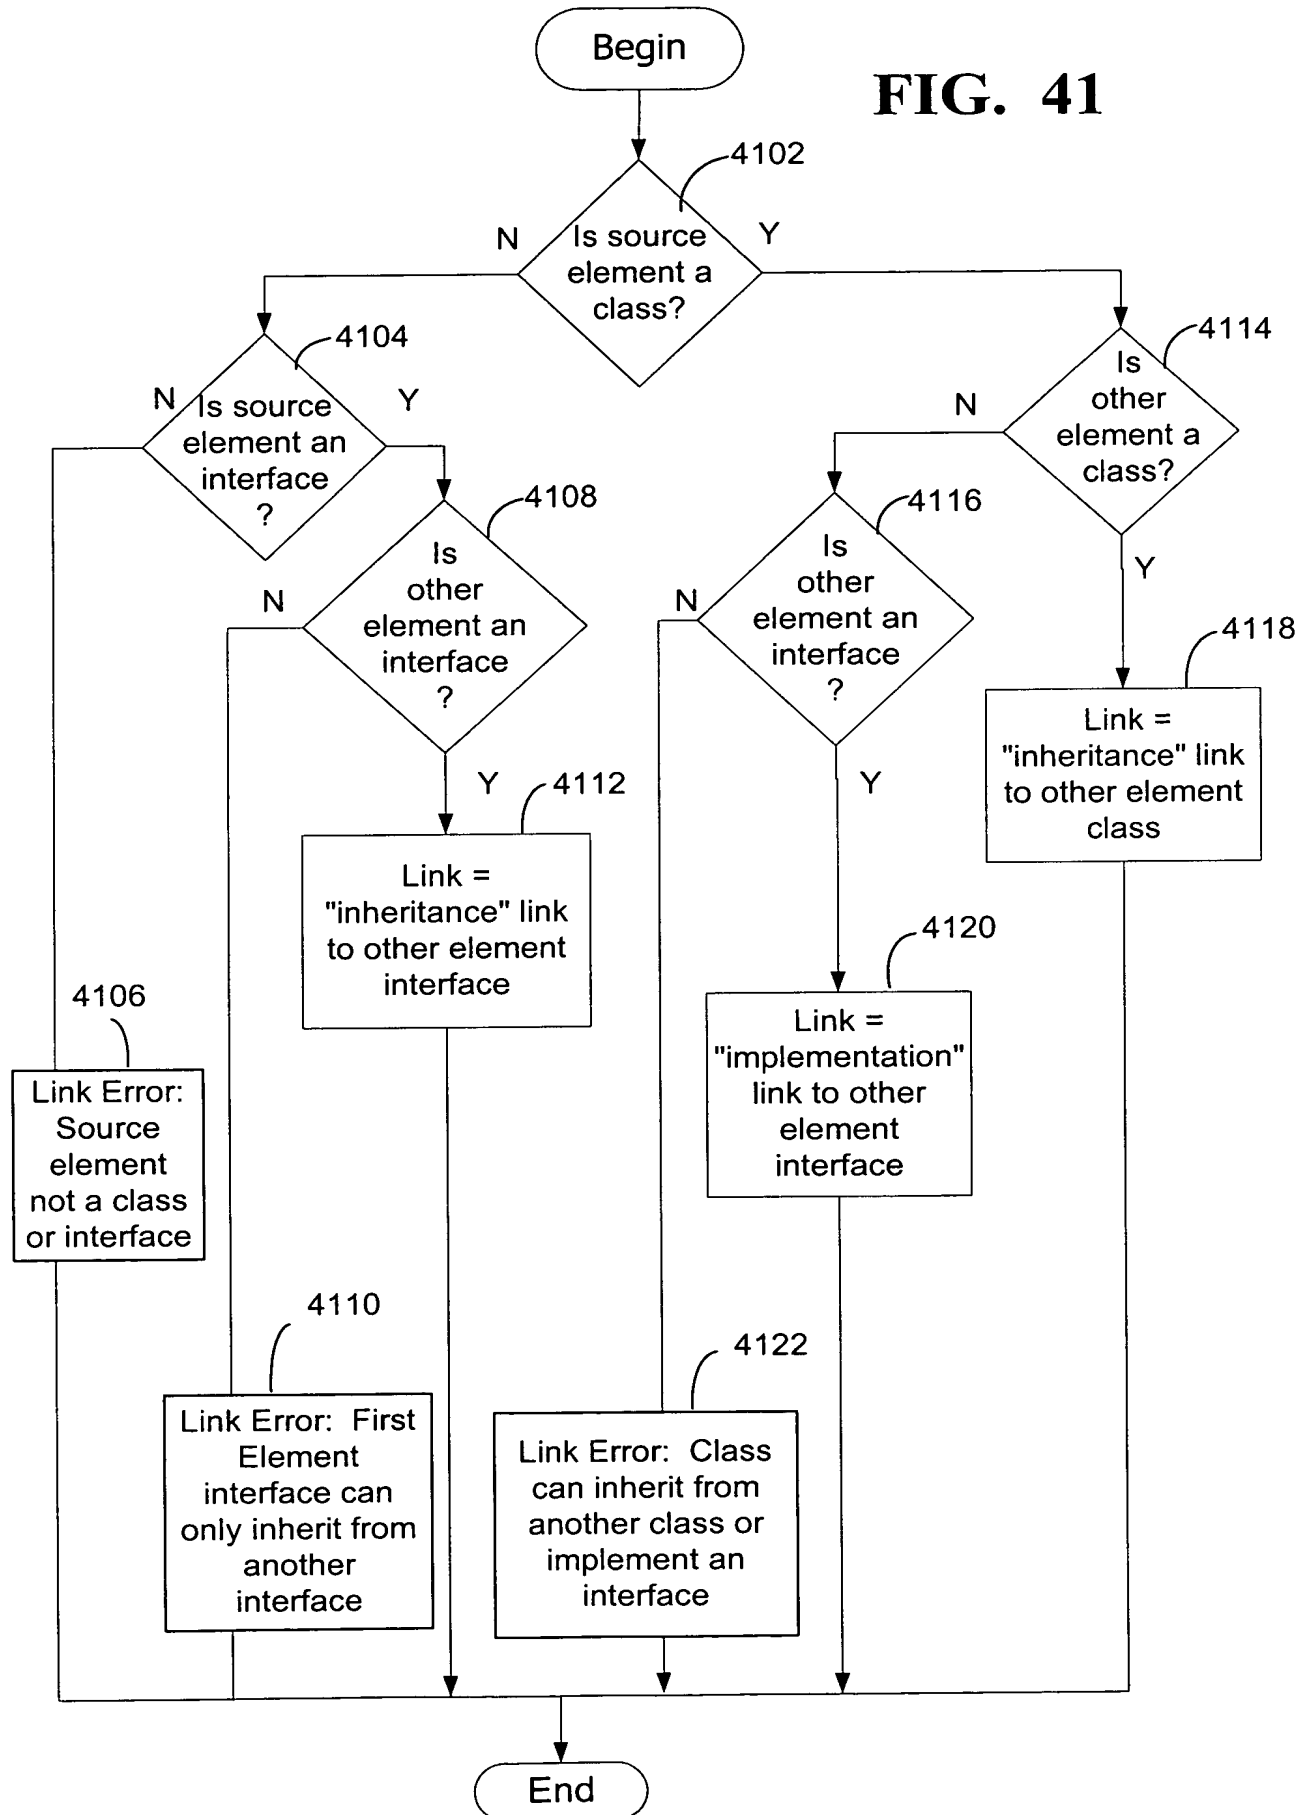 Begin
FIG. 41
4102
N
Y
Is source
element a
class?
4104
N
Y
Is source
element an
interface
?
4114
N
Is
other
element a
class?
Y
4108
N
Is
other
element an
interface
?
Y
4116
N
Is
other
element an
interface
?
Y
4118
Link =
"inheritance" link
to other element
class
4112
Link =
"inheritance" link
to other element
interface
4120
Link =
"implementation"
link to other
element
interface
4106
Link Error:
Source
element
not a class
or interface
4110
Link Error: First
Element
interface can
only inherit from
another
interface
4122
Link Error: Class
can inherit from
another class or
implement an
interface
End